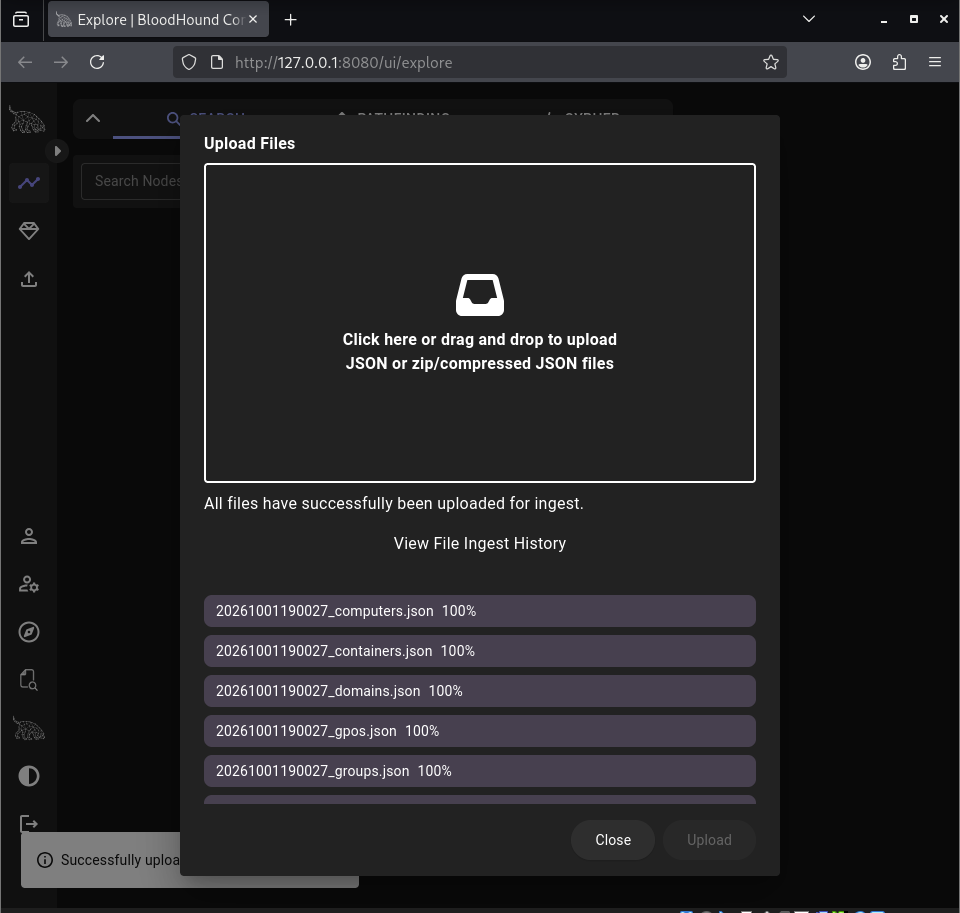 Explore | BloodHound Co
http://127.0.0.1:8080/ui/explore
SEARCH
PATHFINDING
CYPHER
Search Nodes
Upload Files
Click here or drag and drop to upload
JSON or zip/compressed JSON files
All files have successfully been uploaded for ingest.
View File Ingest History
20261001190027_computers.json 100%
20261001190027_containers.json 100%
20261001190027_domains.json 100%
20261001190027_gpos.json 100%
20261001190027_groups.json 100%
Close
Upload
Successfully uploa